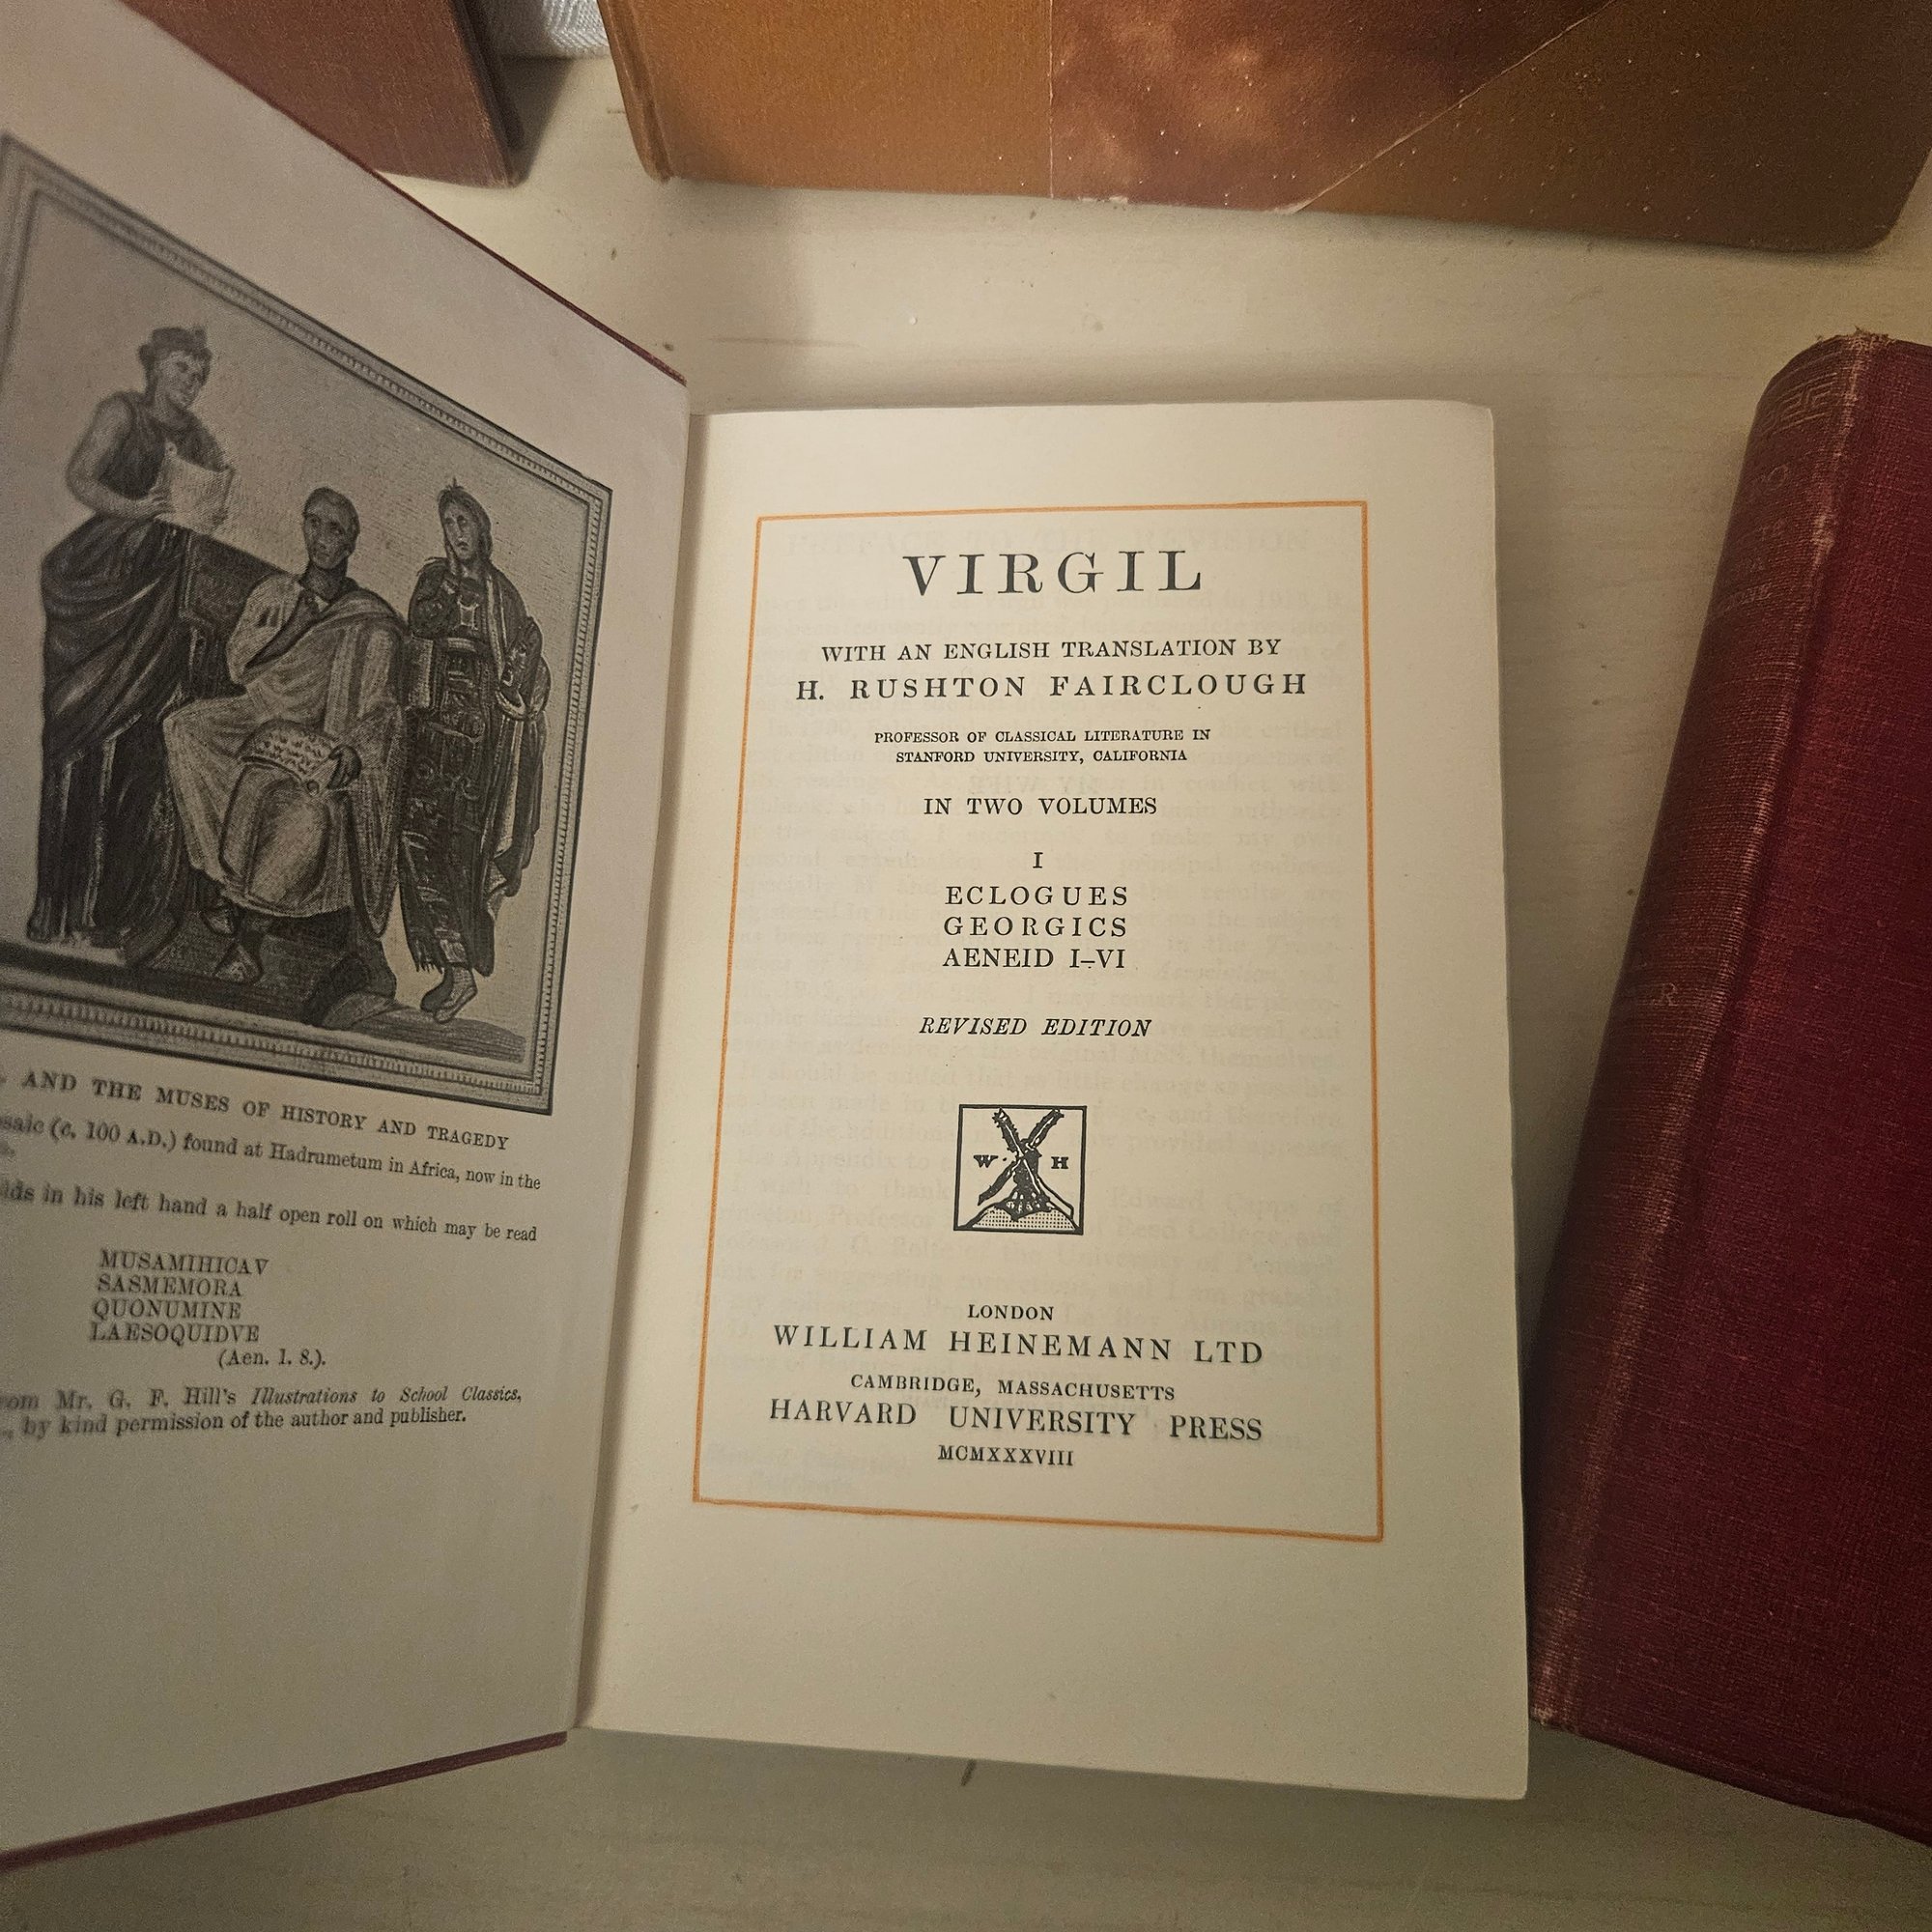 AND THE MUSES OF HISTORY AND TRAGEDY
(c. 100 A.D.) found at Hadrumetum in Africa, now in the
in his left hand a half open roll on which may be read
MUSAMIHICAV
SASMEMORA
QUONUMINE
LAESOQUIDVE
(Aen. 1. 8.).
Mr. G. F. Hill's Illustrations to School Classics,
by kind permission of the author and publisher.
VIRGIL
WITH AN ENGLISH TRANSLATION BY
H. RUSHTON FAIRCLOUGH
PROFESSOR OF CLASSICAL LITERATURE IN
STANFORD UNIVERSITY, CALIFORNIA
IN TWO VOLUMES
I
ECLOGUES
GEORGICS
AENEID I–VI
REVISED EDITION
W H
LONDON
WILLIAM HEINEMANN LTD
CAMBRIDGE, MASSACHUSETTS
HARVARD UNIVERSITY PRESS
MCMXXXVIII